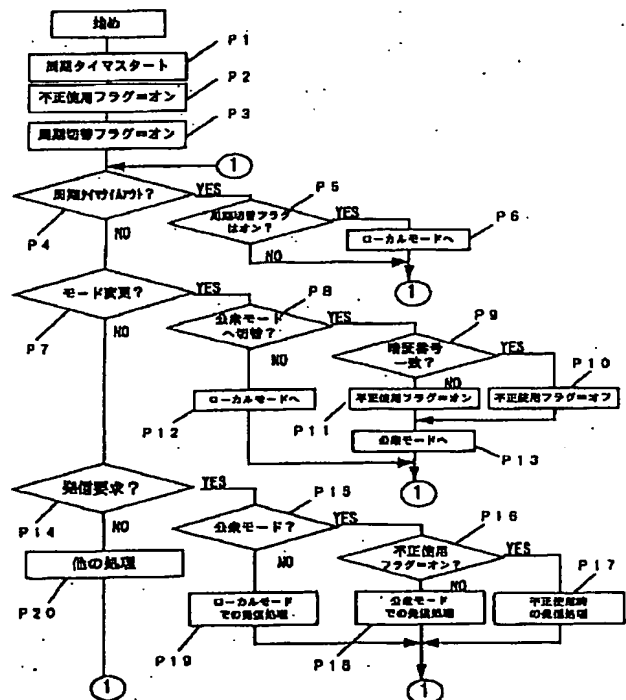 始め
P1
周期タイマスタート
P2
不正使用フラグ=オン
P3
周期切替フラグ=オン
1
周期タイマタイムアウト?
YES
P5
P4
NO
周期切替フラグ
はオン?
YES
P6
ローカルモードへ
NO
1
モード変更?
YES
P8
P7
NO
公衆モード
へ切替?
YES
P9
NO
暗証番号
一致?
YES
P10
NO
ローカルモードへ
P12
不正使用フラグ=オン
不正使用フラグ=オフ
P11
公衆モードへ
P13
1
発信要求?
YES
P15
P14
NO
公衆モード?
YES
P16
NO
不正使用
フラグ=オン?
YES
P17
NO
他の処理
P20
ローカルモード
での発信処理
公衆モード
での発信処理
不正使用時
の発信処理
P19
P18
1
1